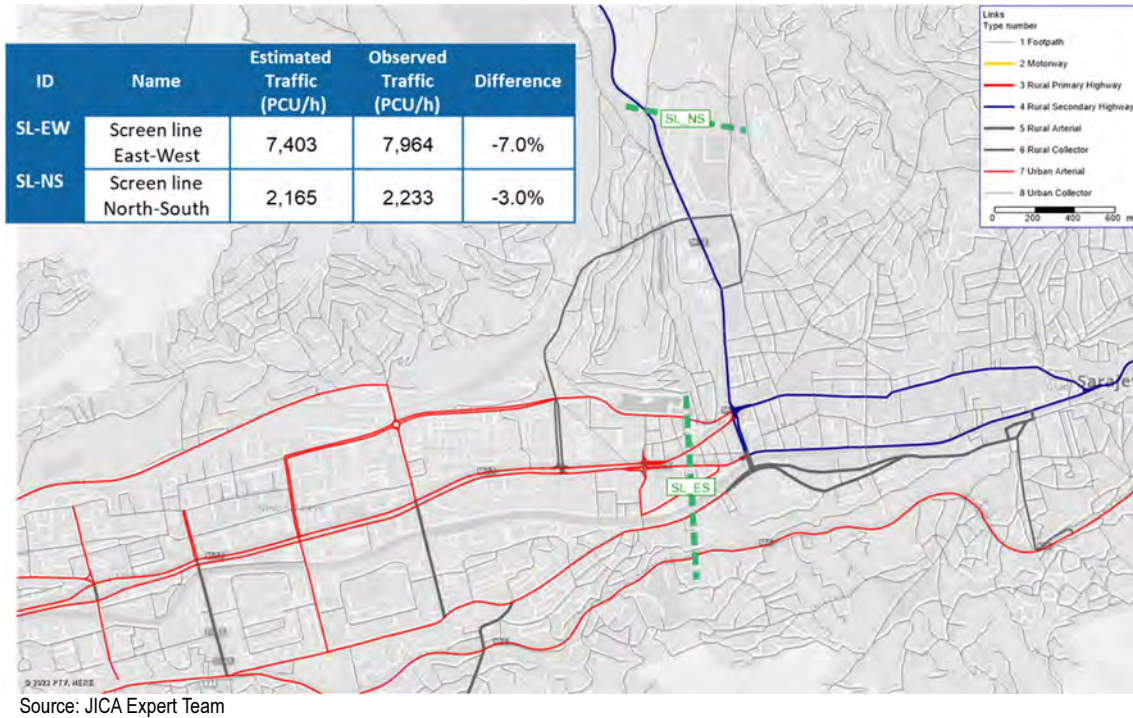 ID
Name
Estimated
Traffic
(PCU/h)
Observed
Traffic
(PCU/h)
Difference
SL-EW
Screen line
East-West
7,403
7,964
-7.0%
SL-NS
Screen line
North-South
2,165
2,233
-3.0%
Links
Type number
1 Footpath
2 Motorway
3 Rural Primary Highway
4 Rural Secondary Highway
5 Rural Arterial
6 Rural Collector
7 Urban Arterial
8 Urban Collector
0 200 400 600 m
SL_NS
Saraje
SL_ES
Source: JICA Expert Team